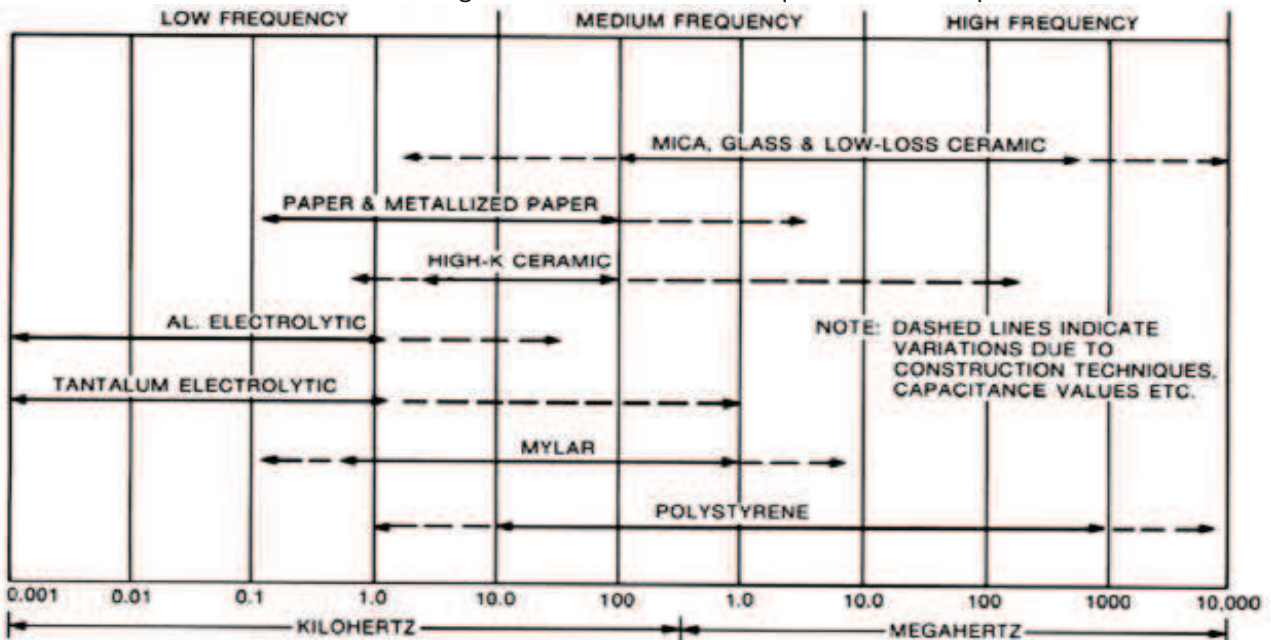 LOW FREQUENCY
MEDIUM FREQUENCY
HIGH FREQUENCY
MICA, GLASS & LOW-LOSS CERAMIC
PAPER & METALLIZED PAPER
HIGH-K CERAMIC
AL. ELECTROLYTIC
NOTE: DASHED LINES INDICATE
VARIATIONS DUE TO
CONSTRUCTION TECHNIQUES,
CAPACITANCE VALUES ETC.
TANTALUM ELECTROLYTIC
MYLAR
POLYSTYRENE
0.001 0.01 0.1 1.0 10.0 100 1.0 10.0 100 1000 10,000
KILOHERTZ
MEGAHERTZ